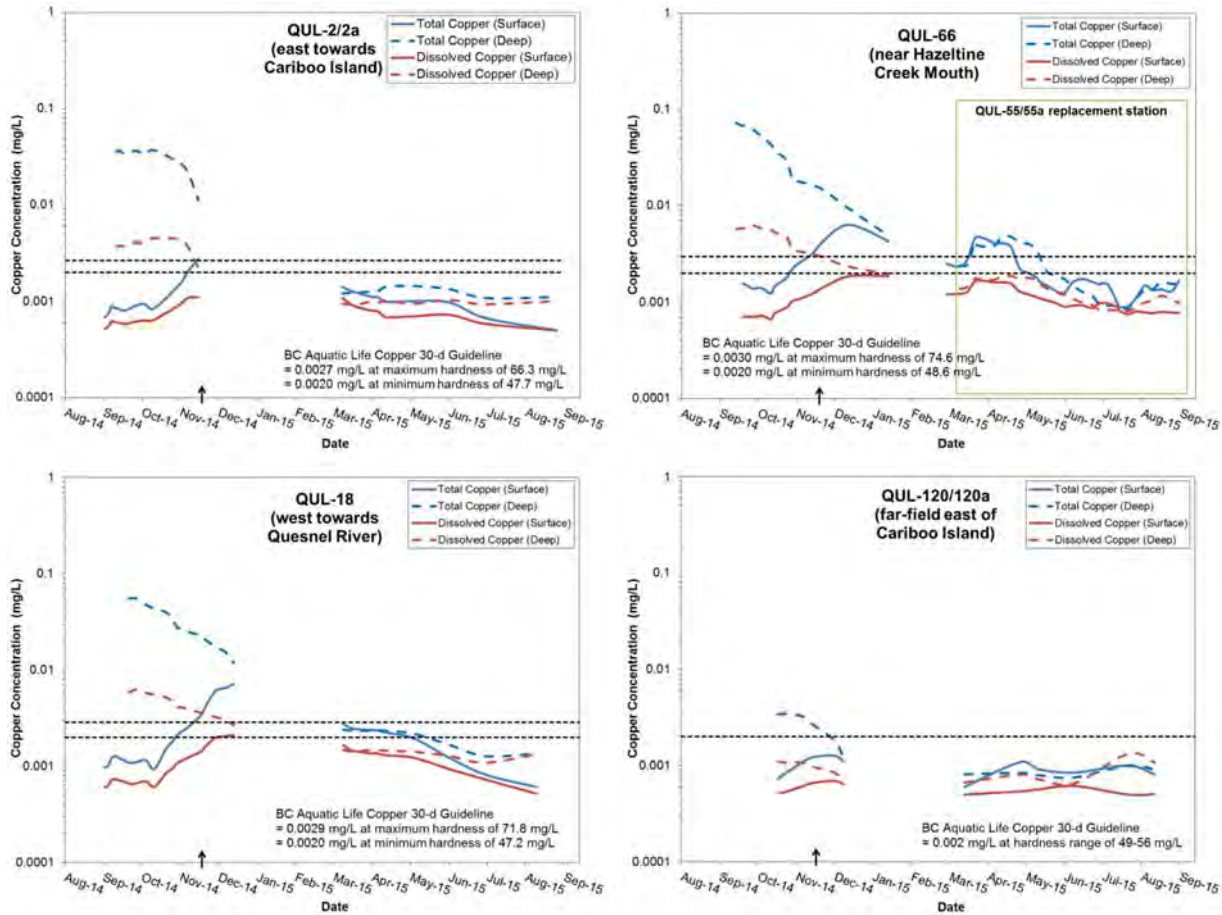 QUL-2/2a
(east towards
Cariboo Island)
Total Copper (Surface)
Total Copper (Deep)
Dissolved Copper (Surface)
Dissolved Copper (Deep)
Copper Concentration (mg/L)
1
0.1
0.01
0.001
0.0001
BC Aquatic Life Copper 30-d Guideline
= 0.0027 mg/L at maximum hardness of 66.3 mg/L
= 0.0020 mg/L at minimum hardness of 47.7 mg/L
Aug-14 Sep-14 Oct-14 Nov-14 Dec-14 Jan-15 Feb-15 Mar-15 Apr-15 May-15 Jun-15 Jul-15 Aug-15 Sep-15
Date
QUL-66
(near Hazeltine
Creek Mouth)
Total Copper (Surface)
Total Copper (Deep)
Dissolved Copper (Surface)
Dissolved Copper (Deep)
QUL-55/55a replacement station
Copper Concentration (mg/L)
1
0.1
0.01
0.001
0.0001
BC Aquatic Life Copper 30-d Guideline
= 0.0030 mg/L at maximum hardness of 74.6 mg/L
= 0.0020 mg/L at minimum hardness of 48.6 mg/L
Aug-14 Sep-14 Oct-14 Nov-14 Dec-14 Jan-15 Feb-15 Mar-15 Apr-15 May-15 Jun-15 Jul-15 Aug-15 Sep-15
Date
QUL-18
(west towards
Quesnel River)
Total Copper (Surface)
Total Copper (Deep)
Dissolved Copper (Surface)
Dissolved Copper (Deep)
Copper Concentration (mg/L)
1
0.1
0.01
0.001
0.0001
BC Aquatic Life Copper 30-d Guideline
= 0.0029 mg/L at maximum hardness of 71.8 mg/L
= 0.0020 mg/L at minimum hardness of 47.2 mg/L
Aug-14 Sep-14 Oct-14 Nov-14 Dec-14 Jan-15 Feb-15 Mar-15 Apr-15 May-15 Jun-15 Jul-15 Aug-15 Sep-15
Date
QUL-120/120a
(far-field east of
Cariboo Island)
Total Copper (Surface)
Total Copper (Deep)
Dissolved Copper (Surface)
Dissolved Copper (Deep)
Copper Concentration (mg/L)
1
0.1
0.01
0.001
0.0001
BC Aquatic Life Copper 30-d Guideline
= 0.002 mg/L at hardness range of 49-56 mg/L
Aug-14 Sep-14 Oct-14 Nov-14 Dec-14 Jan-15 Feb-15 Mar-15 Apr-15 May-15 Jun-15 Jul-15 Aug-15 Sep-15
Date